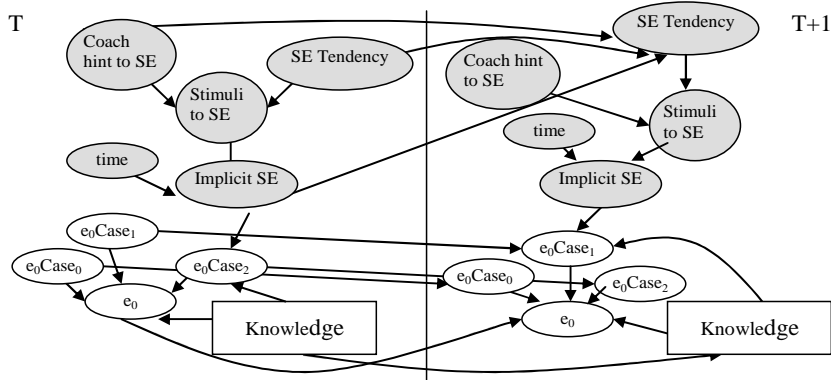 T
T+1
Coach
hint to SE
SE Tendency
Stimuli
to SE
time
Implicit SE
e0Case1
e0Case0
e0Case2
e0
Knowledge
SE Tendency
Coach hint
to SE
Stimuli
to SE
time
Implicit SE
e0Case1
e0Case0
e0Case2
e0
Knowledge